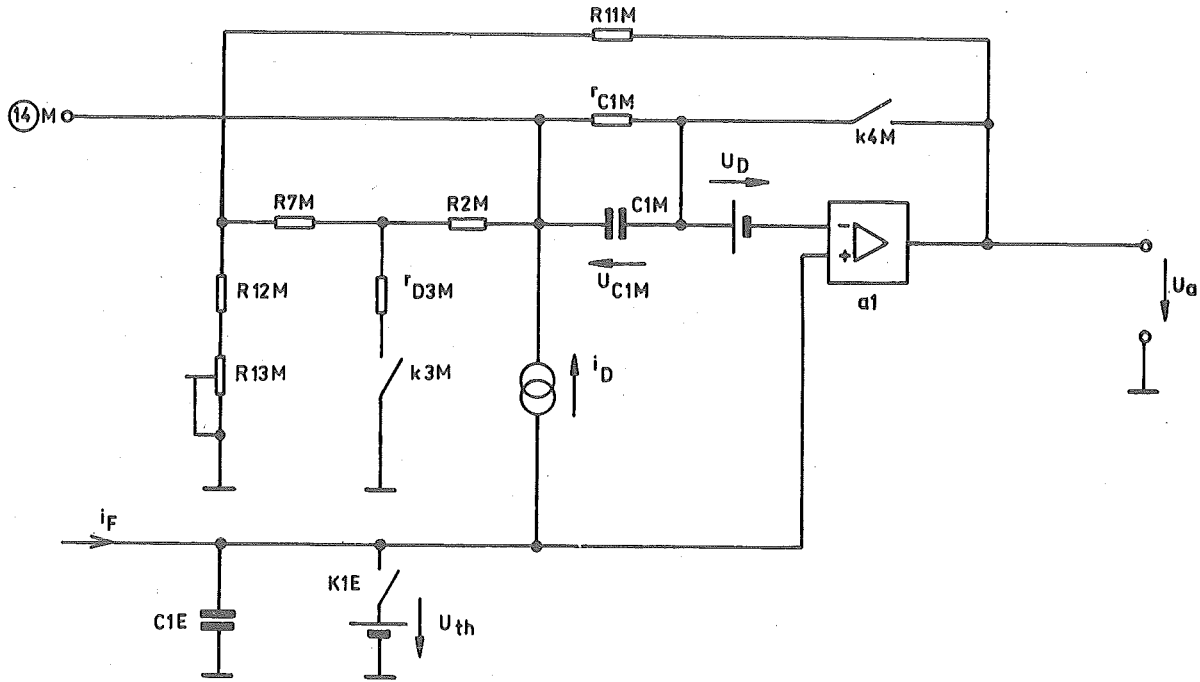 R11M
14 M
rC1M
k4M
UD
R7M
R2M
C1M
-
+
a1
UC1M
Ua
R12M
rD3M
R13M
k3M
iD
iF
K1E
C1E
Uth